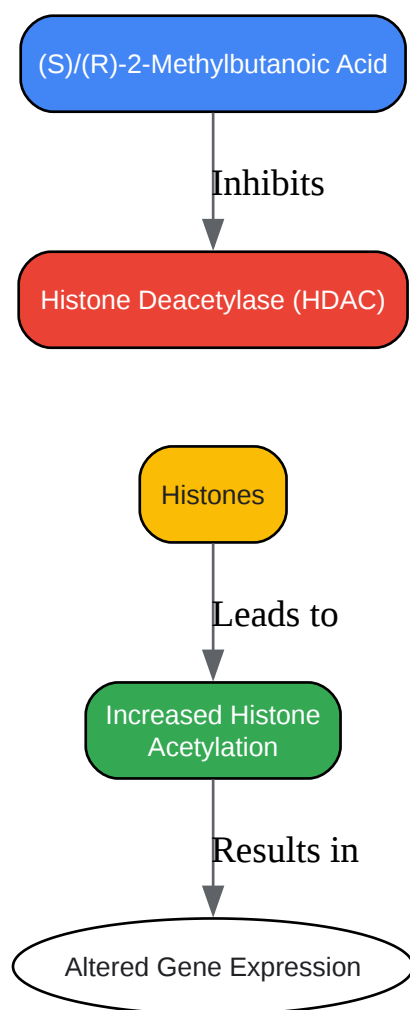 (S)/(R)-2-Methylbutanoic Acid
Inhibits
Histone Deacetylase (HDAC)
Histones
Leads to
Increased Histone
Acetylation
Results in
Altered Gene Expression